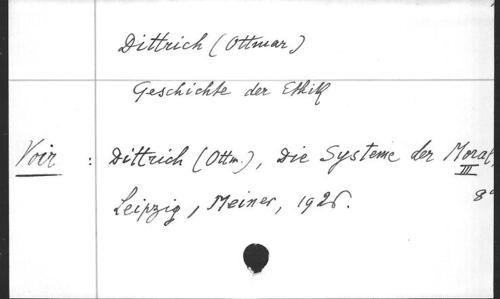 Dittrich (Ottmar)
Geschichte der Ethik
Voir : Dittrich (Ottm.), Die Systeme der Moral,
III
Leipzig, Meiner, 1926. 8°